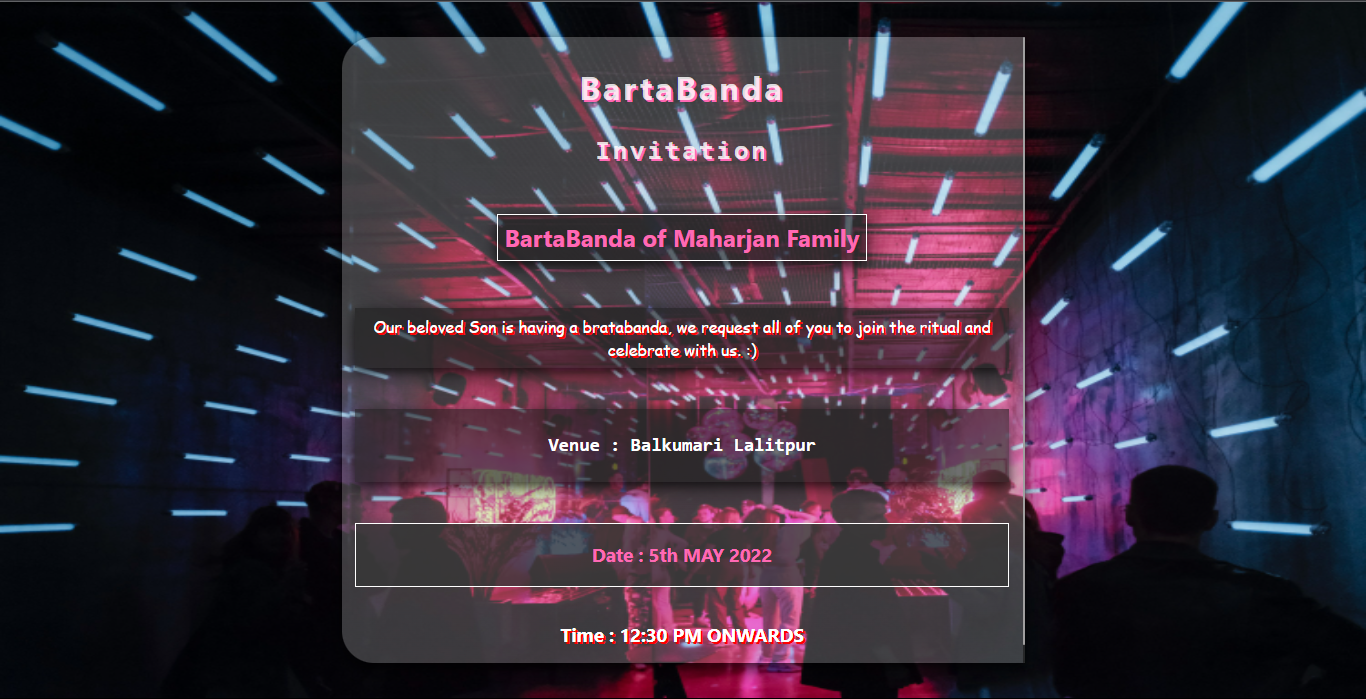 BartaBanda
Invitation
BartaBanda of Maharjan Family
Our beloved Son is having a bratabanda, we request all of you to join the ritual and
celebrate with us. :)
Venue : Balkumari Lalitpur
Date : 5th MAY 2022
Time : 12:30 PM ONWARDS